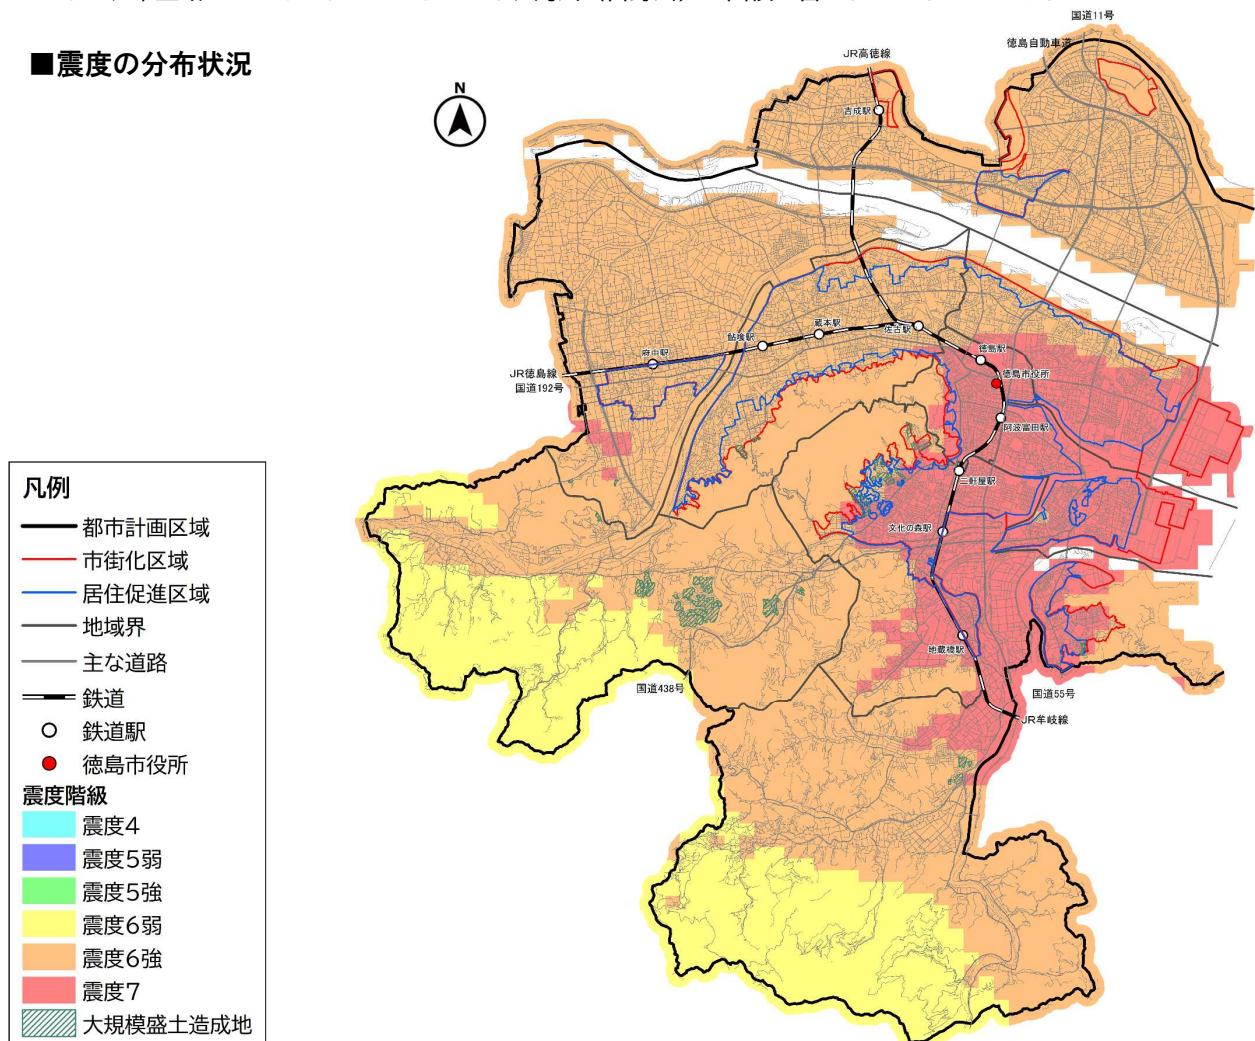 ■震度の分布状況
国道11号
徳島自動車道
JR高徳線
N
吉成駅
蔵本駅
佐古駅
鮎喰駅
府中駅
徳島駅
JR徳島線
国道192号
徳島市役所
阿波富田駅
二軒屋駅
文化の森駅
地蔵橋駅
国道438号
国道55号
JR牟岐線
凡例
都市計画区域
市街化区域
居住促進区域
地域界
主な道路
鉄道
鉄道駅
徳島市役所
震度階級
震度4
震度5弱
震度5強
震度6弱
震度6強
震度7
大規模盛土造成地